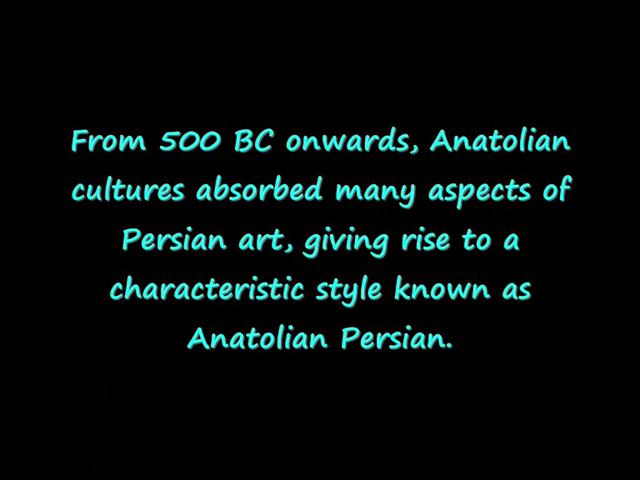 From 500 BC onwards, Anatolian
cultures absorbed many aspects of
Persian art, giving rise to a
characteristic style known as
Anatolian Persian.